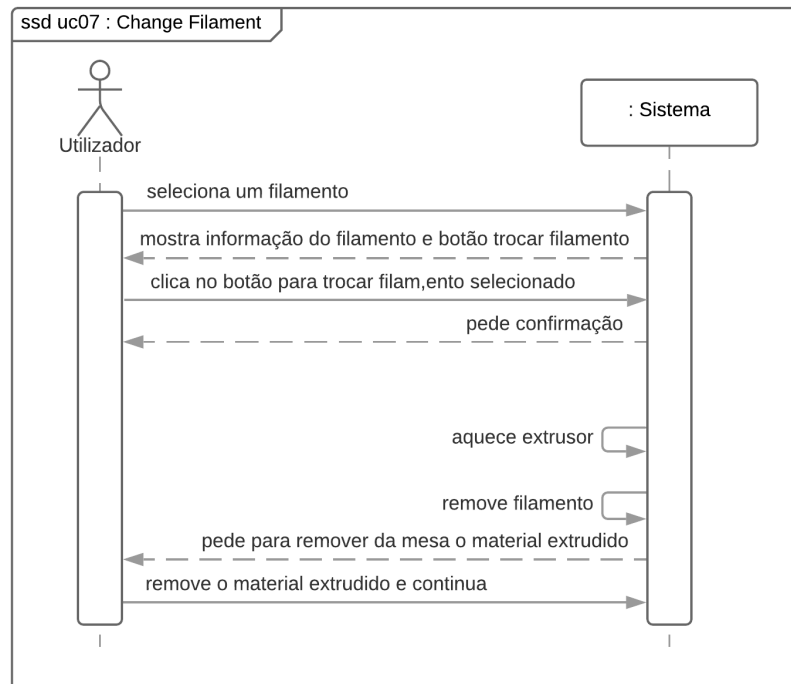 ssd uc07 : Change Filament
Utilizador
: Sistema
seleciona um filamento
mostra informação do filamento e botão trocar filamento
clica no botão para trocar filam,ento selecionado
pede confirmação
aquece extrusor
remove filamento
pede para remover da mesa o material extrudido
remove o material extrudido e continua